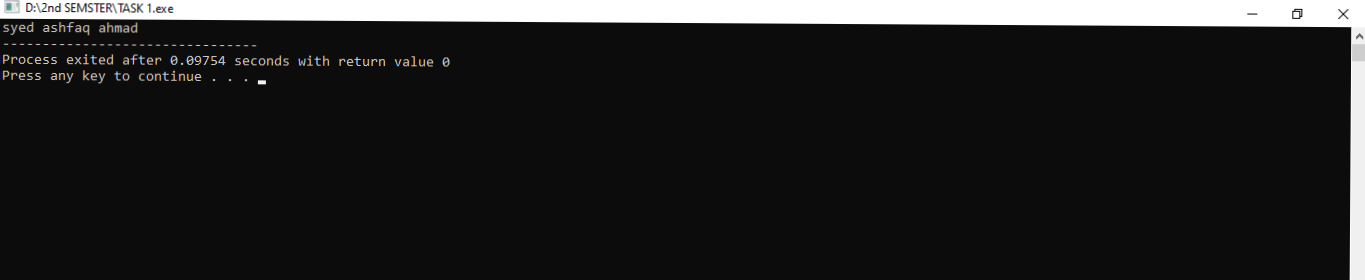 D:\2nd SEMSTER\TASK 1.exe
syed ashfaq ahmad
--------------------------------
Process exited after 0.09754 seconds with return value 0
Press any key to continue . . .